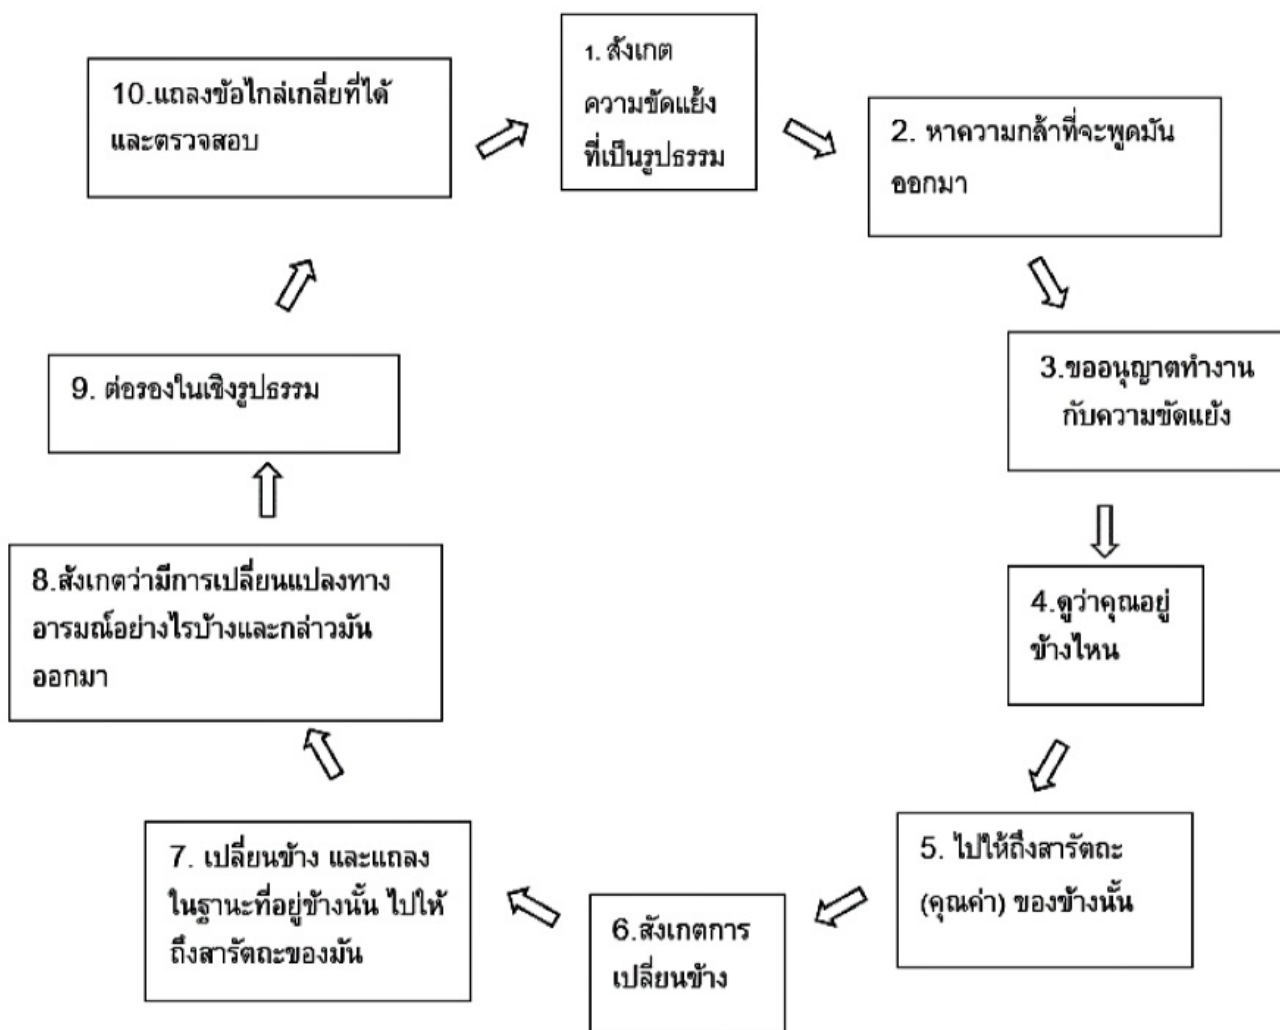 1. สังเกต
ความขัดแย้ง
ที่เป็นรูปธรรม
2. หาความกล้าที่จะพูดมัน
ออกมา
3.ขออนุญาตทำงาน
กับความขัดแย้ง
4.ดูว่าคุณอยู่
ข้างไหน
5. ไปให้ถึงสารัตถะ
(คุณค่า) ของข้างนั้น
6.สังเกตการ
เปลี่ยนข้าง
7. เปลี่ยนข้าง และแถลง
ในฐานะที่อยู่ข้างนั้น ไปให้
ถึงสารัตถะของมัน
8.สังเกตว่ามีการเปลี่ยนแปลงทาง
อารมณ์อย่างไรบ้างและกล่าวมัน
ออกมา
9. ต่อรองในเชิงรูปธรรม
10.แถลงข้อไกล่เกลี่ยที่ได้
และตรวจสอบ